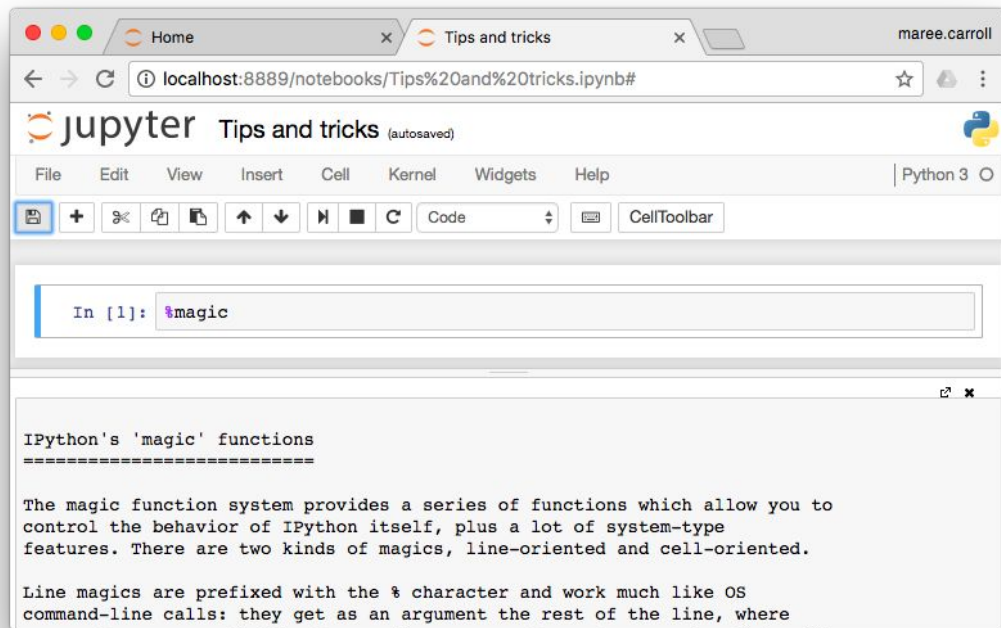 Home
Tips and tricks
maree.carroll
localhost:8889/notebooks/Tips%20and%20tricks.ipynb#
jupyter Tips and tricks (autosaved)
File Edit View Insert Cell Kernel Widgets Help Python 3
Code CellToolbar
In [1]: %magic
IPython's 'magic' functions
===========================
The magic function system provides a series of functions which allow you to
control the behavior of IPython itself, plus a lot of system-type
features. There are two kinds of magics, line-oriented and cell-oriented.
Line magics are prefixed with the % character and work much like OS
command-line calls: they get as an argument the rest of the line, where